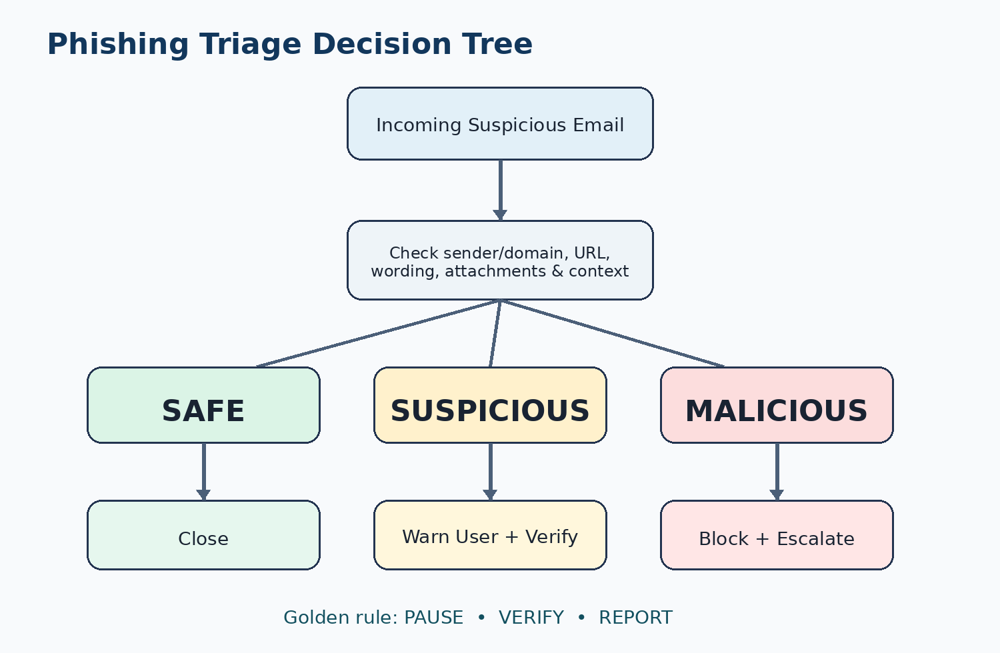 Phishing Triage Decision Tree
Incoming Suspicious Email
Check sender/domain, URL,
wording, attachments & context
SAFE
SUSPICIOUS
MALICIOUS
Close
Warn User + Verify
Block + Escalate
Golden rule: PAUSE • VERIFY • REPORT